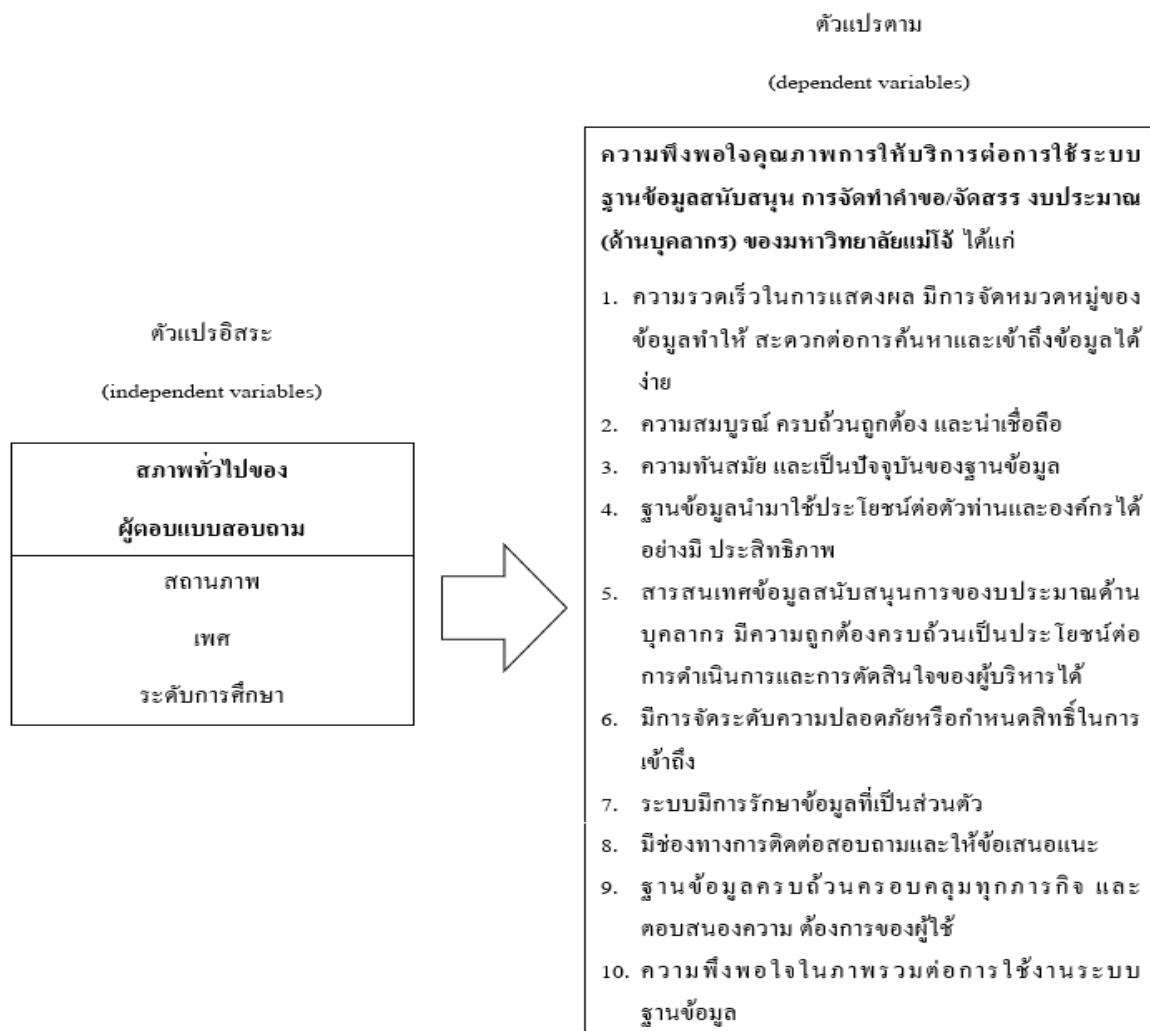 ตัวแปรตาม
(dependent variables)
ความพึงพอใจคุณภาพการให้บริการต่อการใช้ระบบ
ฐานข้อมูลสนับสนุน การจัดทำคำขอ/จัดสรร งบประมาณ
(ด้านบุคลากร) ของมหาวิทยาลัยแม่โจ้ ได้แก่
1. ความรวดเร็วในการแสดงผล มีการจัดหมวดหมู่ของ
ข้อมูลทำให้ สะดวกต่อการค้นหาและเข้าถึงข้อมูลได้
ง่าย
2. ความสมบูรณ์ ครบถ้วนถูกต้อง และน่าเชื่อถือ
3. ความทันสมัย และเป็นปัจจุบันของฐานข้อมูล
4. ฐานข้อมูลนำมาใช้ประโยชน์ต่อตัวท่านและองค์กรได้
อย่างมี ประสิทธิภาพ
5. สารสนเทศข้อมูลสนับสนุนการของบประมาณด้าน
บุคลากร มีความถูกต้องครบถ้วนเป็นประโยชน์ต่อ
การดำเนินการและการตัดสินใจของผู้บริหารได้
6. มีการจัดระดับความปลอดภัยหรือกำหนดสิทธิ์ในการ
เข้าถึง
7. ระบบมีการรักษาข้อมูลที่เป็นส่วนตัว
8. มีช่องทางการติดต่อสอบถามและให้ข้อเสนอแนะ
9. ฐานข้อมูลครบถ้วนครอบคลุมทุกภารกิจ และ
ตอบสนองความ ต้องการของผู้ใช้
10. ความพึงพอใจในภาพรวมต่อการใช้งานระบบ
ฐานข้อมูล
ตัวแปรอิสระ
(independent variables)
สภาพทั่วไปของ
ผู้ตอบแบบสอบถาม
สถานภาพ
เพศ
ระดับการศึกษา